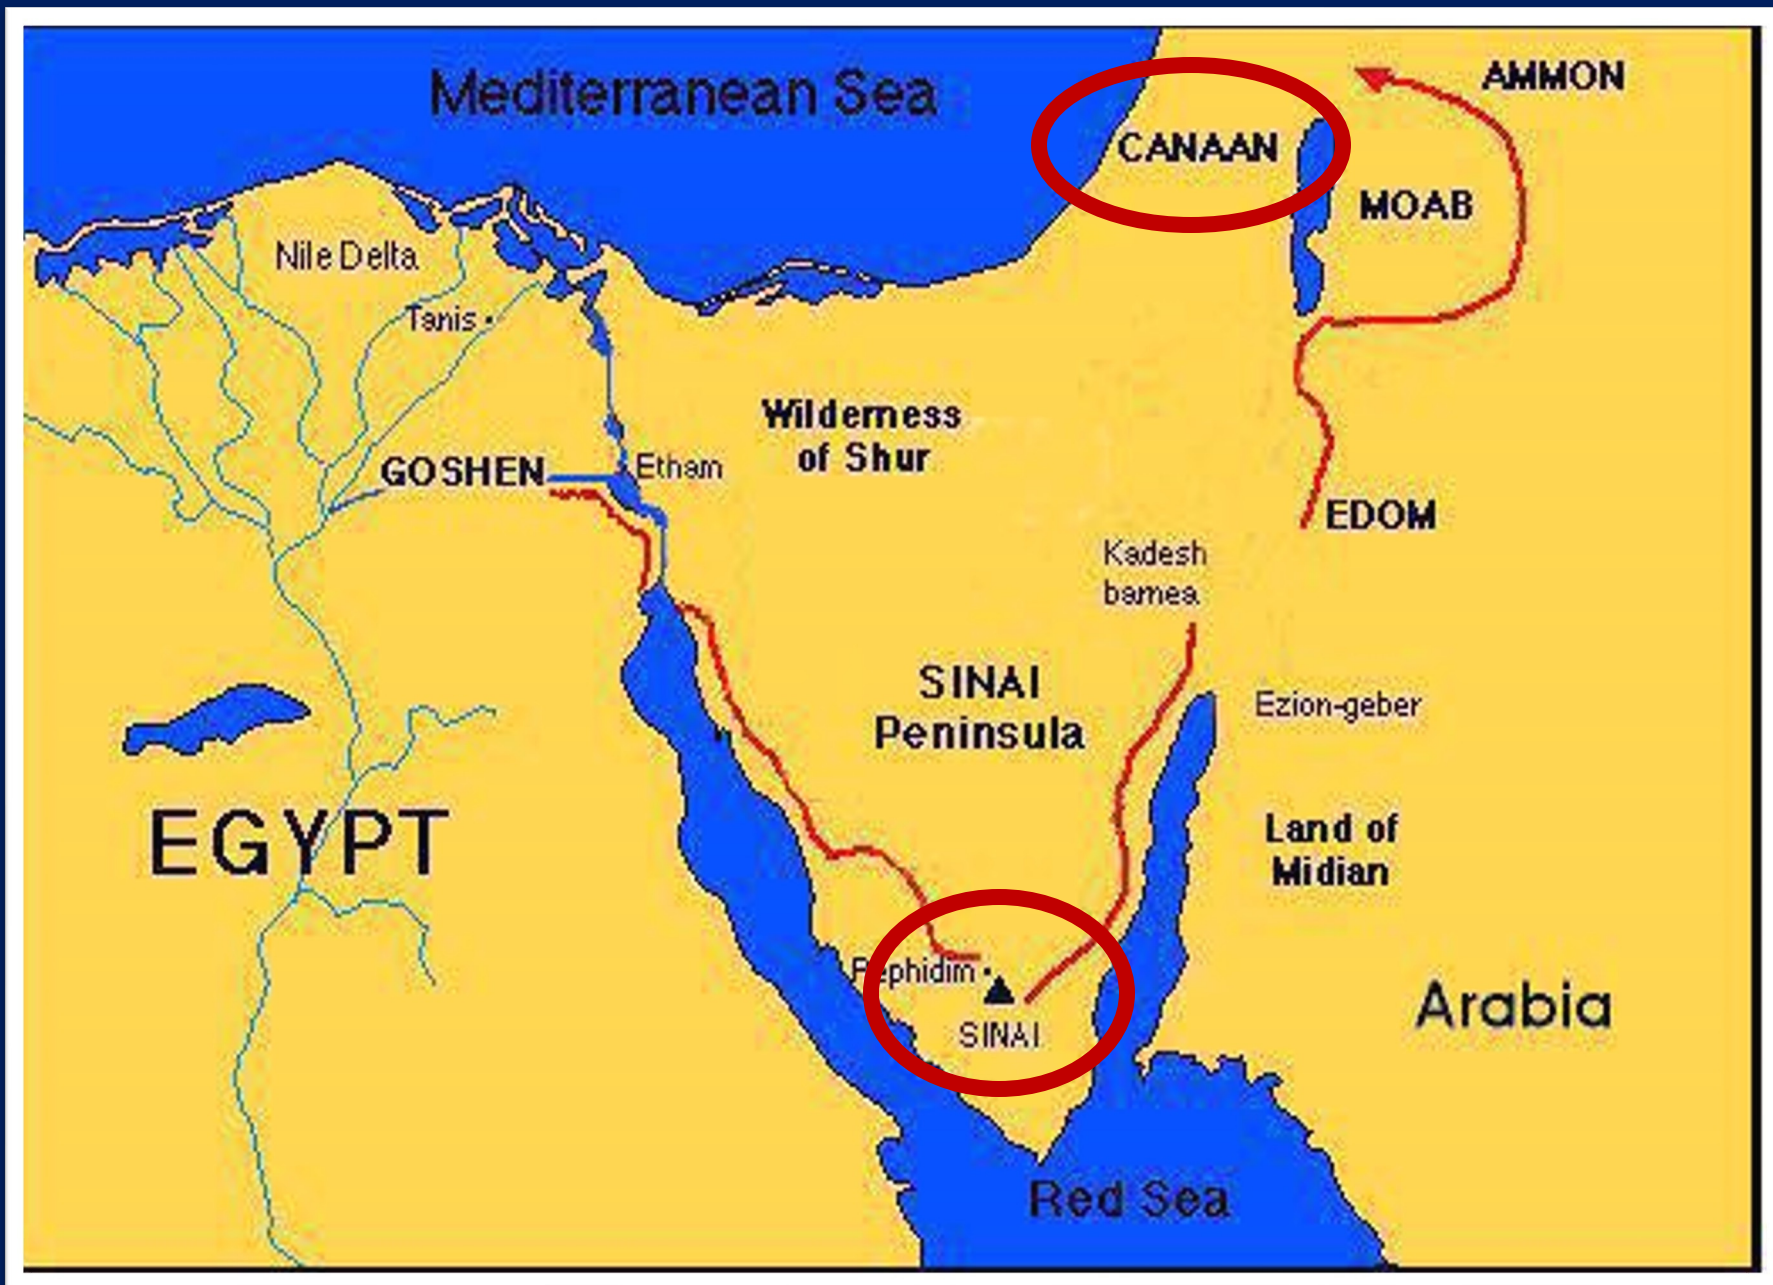 Mediterranean Sea
AMMON
CANAAN
MOAB
Nile Delta
Tanis
Wilderness
of Shur
GOSHEN
Etham
EDOM
Kadesh
barnea
SINAI
Peninsula
Ezion-geber
EGYPT
Land of
Midian
Rephidim
SINAI
Arabia
Red Sea